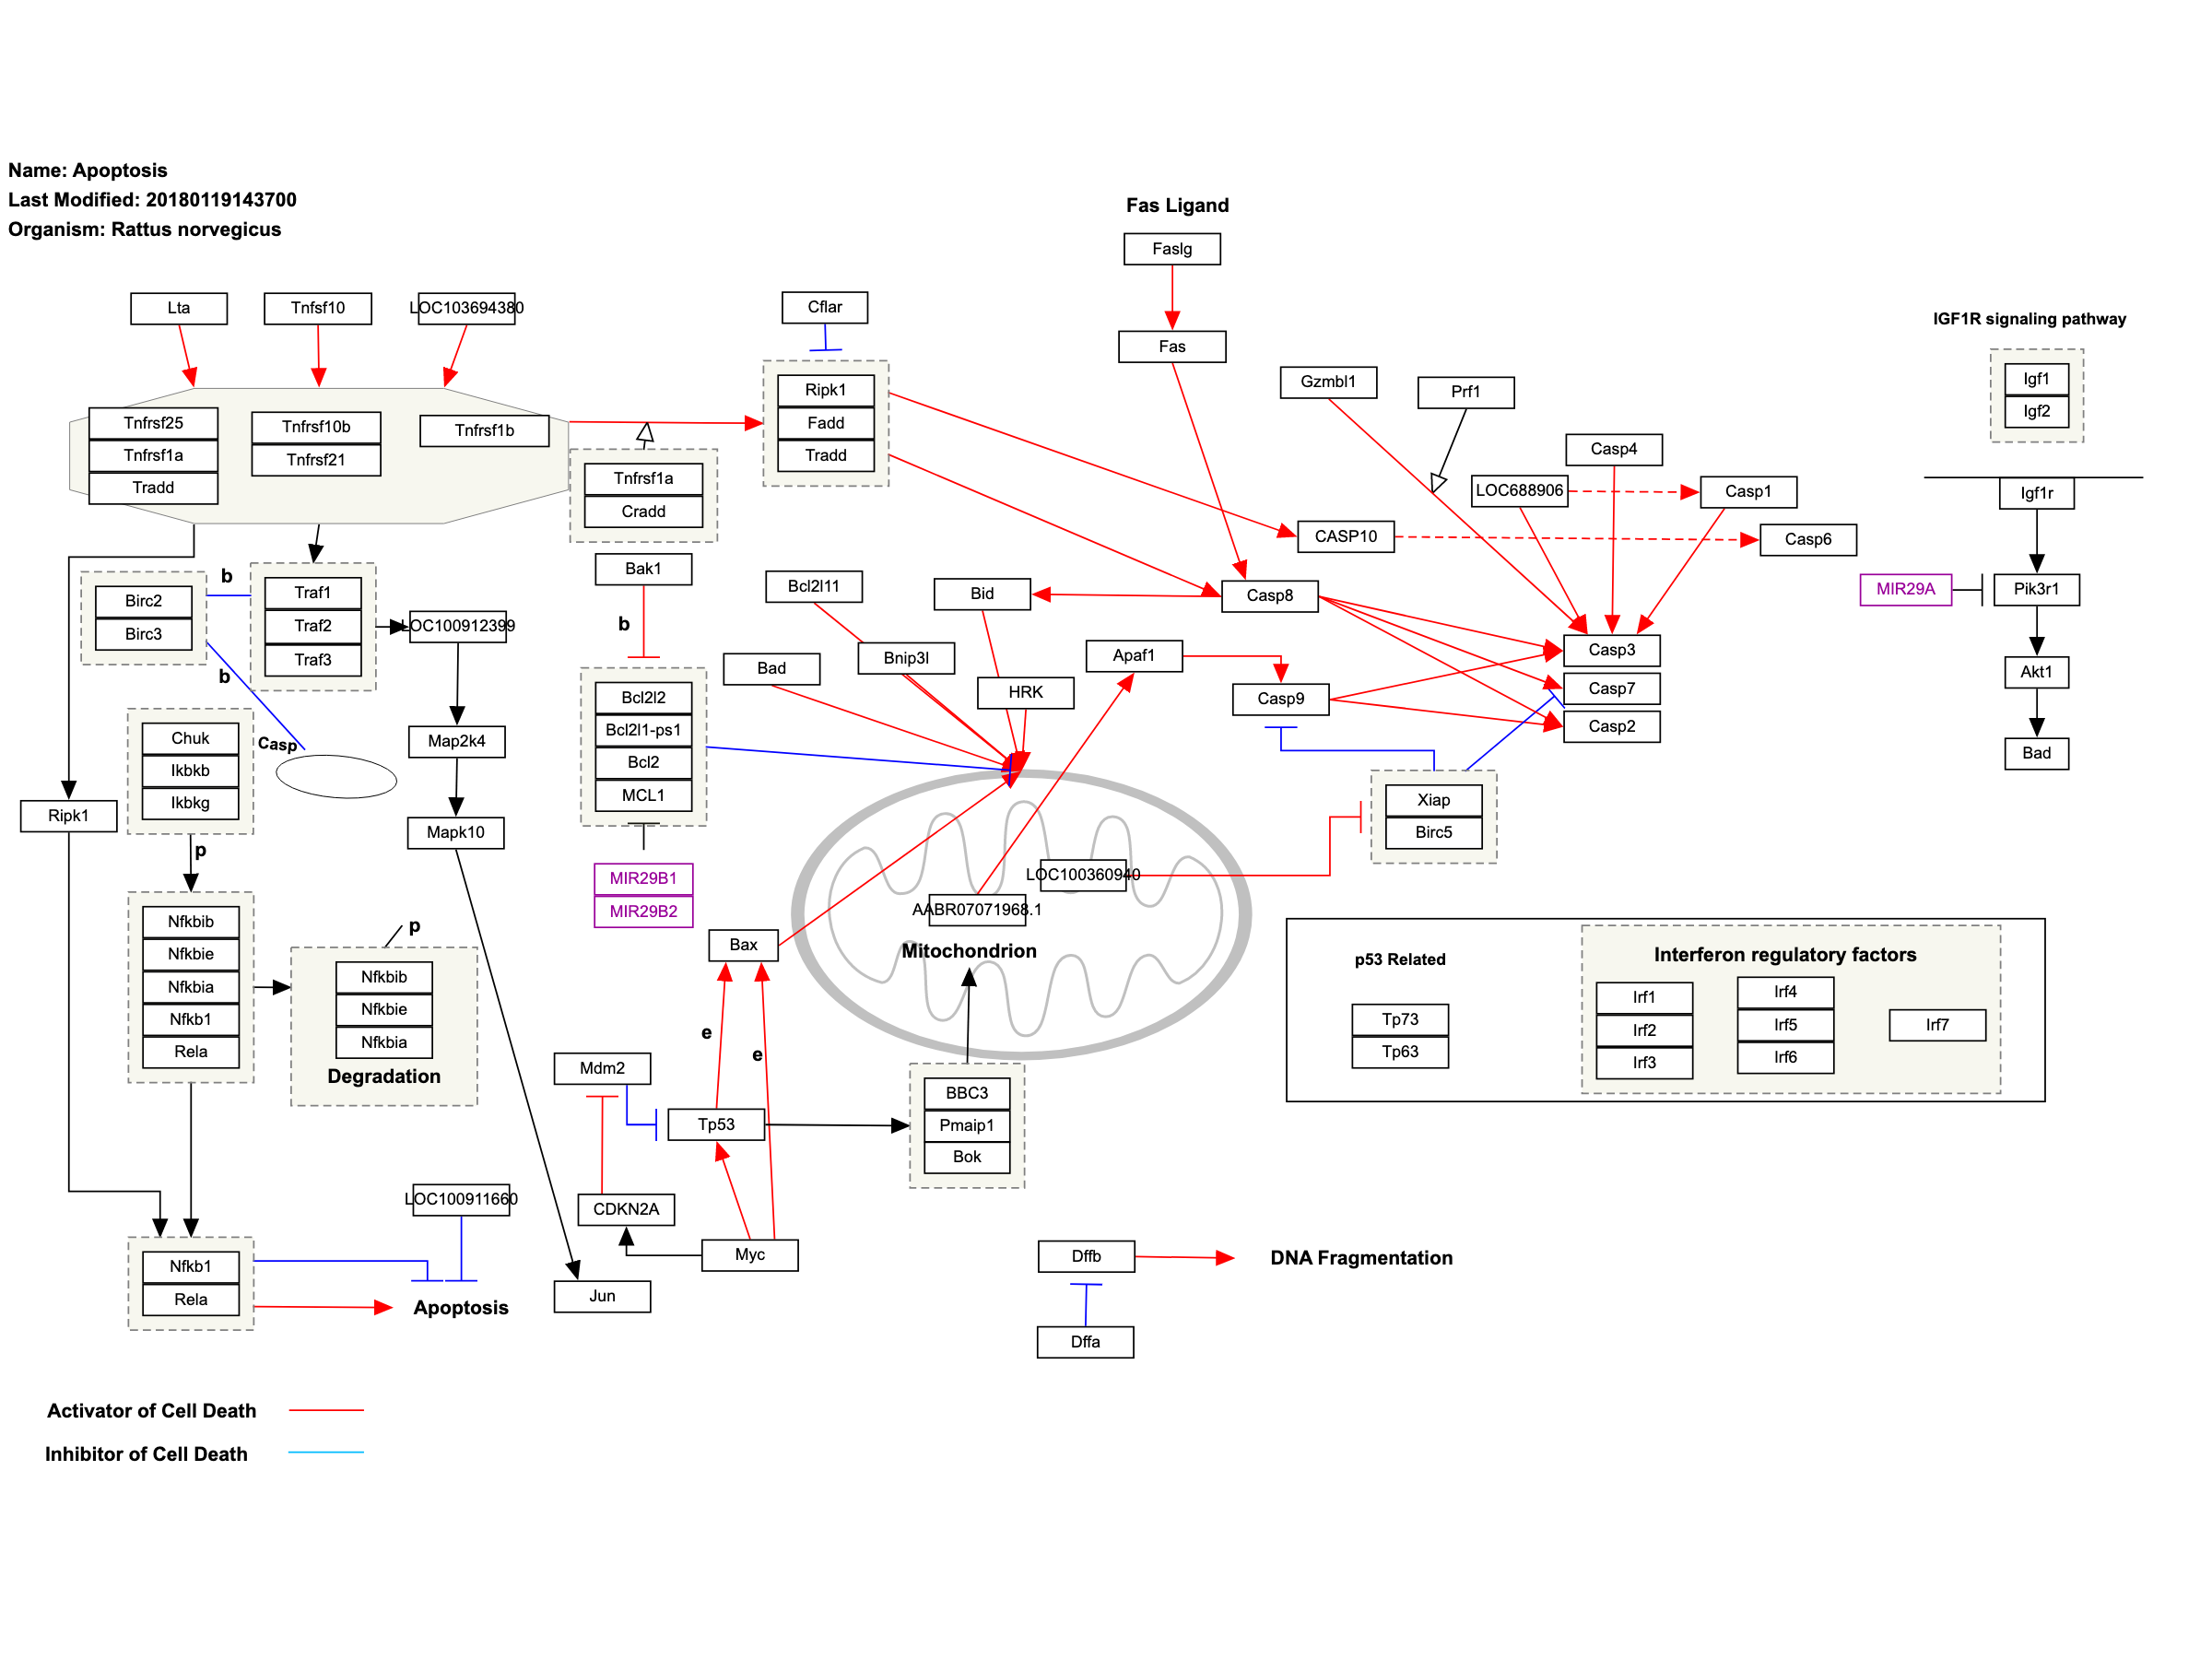 Name: Apoptosis
Last Modified: 20180119143700
Organism: Rattus norvegicus
Fas Ligand
Faslg
Lta
Tnfsf10
LOC103694380
Cflar
IGF1R signaling pathway
Fas
Igf1
Igf2
Gzmbl1
Prf1
Ripk1
Fadd
Tradd
Tnfrsf25
Tnfrsf1a
Tradd
Tnfrsf10b
Tnfrsf21
Tnfrsf1b
Tnfrsf1a
Cradd
Casp4
LOC688906
Casp1
Igf1r
CASP10
Casp6
Bak1
b
Birc2
Birc3
b
Traf1
Traf2
Traf3
LOC100912399
b
Bcl2l11
Bid
Casp8
MIR29A
Pik3r1
Bad
Bnip3l
Apaf1
Casp3
Casp7
Casp2
Akt1
HRK
Casp9
Bad
Bcl2l2
Bcl2l1-ps1
Bcl2
MCL1
Chuk
Ikbkb
Ikbkg
Casp
Map2k4
Ripk1
Mapk10
Xiap
Birc5
p
MIR29B1
MIR29B2
LOC100360940
AABR07071968.1
Mitochondrion
Bax
Nfkbib
Nfkbie
Nfkbia
Nfkb1
Rela
p
Nfkbib
Nfkbie
Nfkbia
Degradation
p53 Related
Tp73
Tp63
Interferon regulatory factors
Irf1
Irf2
Irf3
Irf4
Irf5
Irf6
Irf7
e
e
Mdm2
Tp53
BBC3
Pmaip1
Bok
LOC100911660
CDKN2A
Myc
Nfkb1
Rela
Apoptosis
Jun
Dffb
DNA Fragmentation
Dffa
Activator of Cell Death
Inhibitor of Cell Death